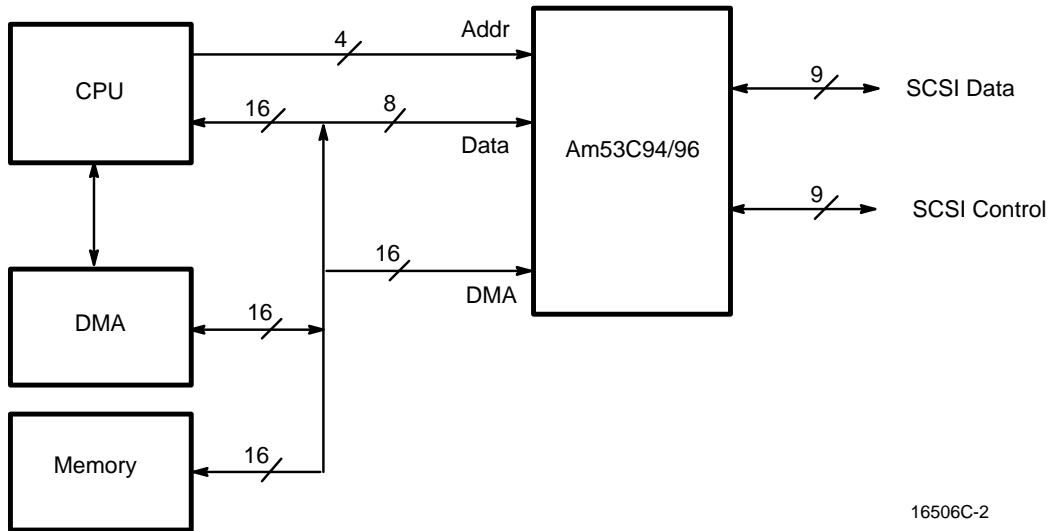 4
Addr
CPU
16
8
Data
Am53C94/96
9
SCSI Data
9
SCSI Control
16
DMA
DMA
16
Memory
16
16506C-2